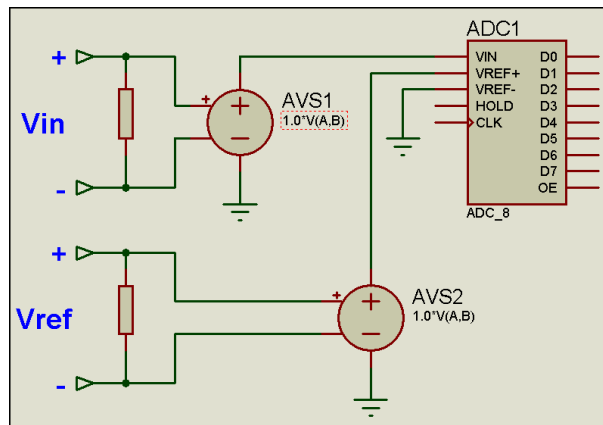 ADC1
+
VIN D0
VREF+ D1
VREF- D2
HOLD D3
CLK D4
D5
D6
D7
OE
ADC_8
+
+
-
AVS1
1.0*V(A,B)
Vin
-
+
+
+
-
AVS2
1.0*V(A,B)
Vref
-